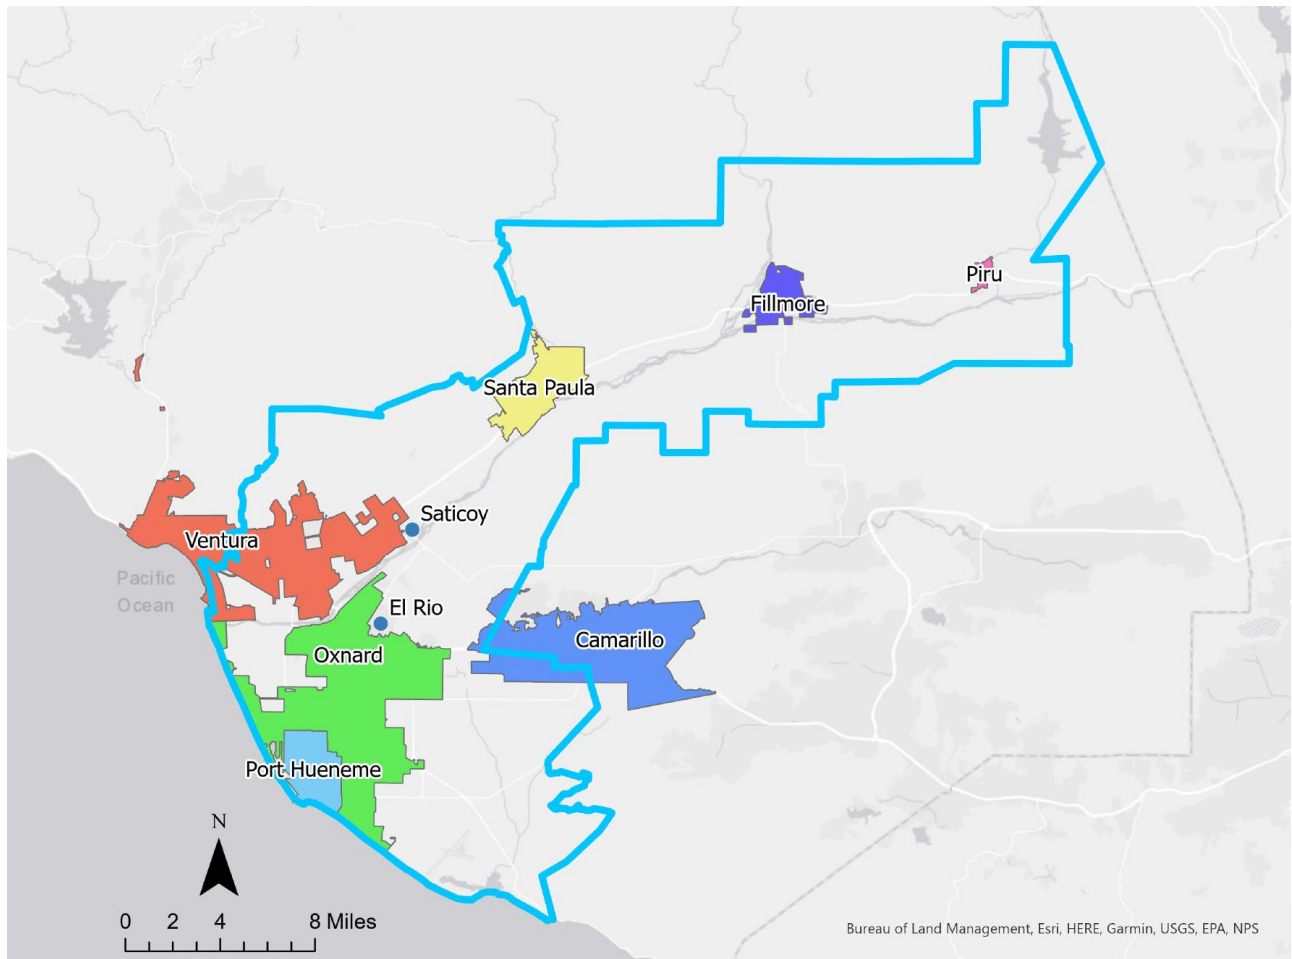 Piru
Fillmore
Santa Paula
Saticoy
Ventura
Pacific
Ocean
El Rio
Camarillo
Oxnard
Port Hueneme
N
0 2 4 8 Miles
Bureau of Land Management, Esri, HERE, Garmin, USGS, EPA, NPS